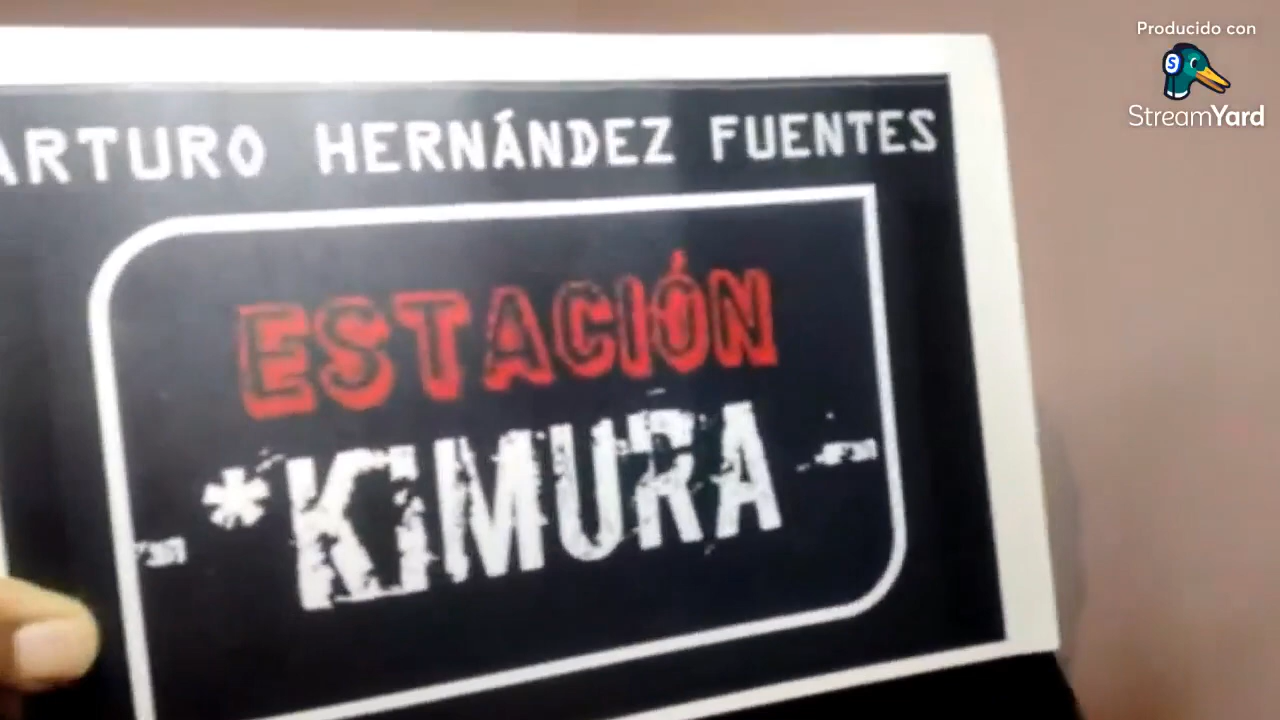 Producido con
StreamYard
ARTURO HERNÁNDEZ FUENTES
ESTACIÓN
*KIMURA